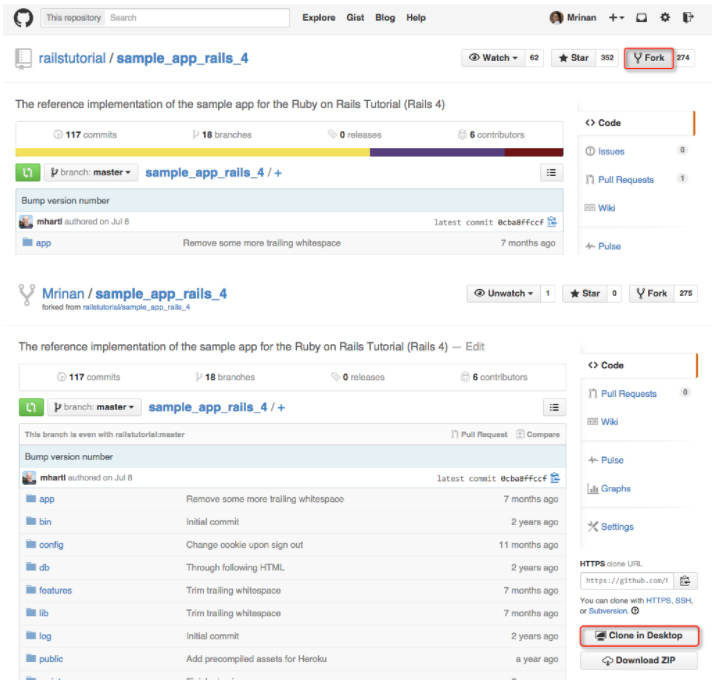 This repository Search Explore Gist Blog Help Mrinan
railstutorial / sample_app_rails_4 Watch 62 Star 352 Fork 274
The reference implementation of the sample app for the Ruby on Rails Tutorial (Rails 4)
<> Code
117 commits 18 branches 0 releases 6 contributors
Issues 0
branch: master sample_app_rails_4 / +
Pull Requests 1
Bump version number
Wiki
mhartl authored on Jul 8 latest commit 0cba8ffccf
app Remove some more trailing whitespace 7 months ago
Pulse
Mrinan / sample_app_rails_4 Unwatch 1 Star 0 Fork 275
forked from railstutorial/sample_app_rails_4
The reference implementation of the sample app for the Ruby on Rails Tutorial (Rails 4) — Edit
<> Code
117 commits 18 branches 0 releases 6 contributors
Pull Requests 0
branch: master sample_app_rails_4 / +
Wiki
This branch is even with railstutorial:master Pull Request Compare
Bump version number
Pulse
mhartl authored on Jul 8 latest commit 0cba8ffccf
Graphs
app Remove some more trailing whitespace 7 months ago
bin Initial commit 2 years ago
Settings
config Change cookie upon sign out 11 months ago
db Through following HTML 2 years ago
HTTPS clone URL
https://github.com/
features Trim trailing whitespace 7 months ago
You can clone with HTTPS, SSH,
or Subversion.
lib Trim trailing whitespace 7 months ago
log Initial commit 2 years ago
Clone in Desktop
public Add precompiled assets for Heroku a year ago
Download ZIP